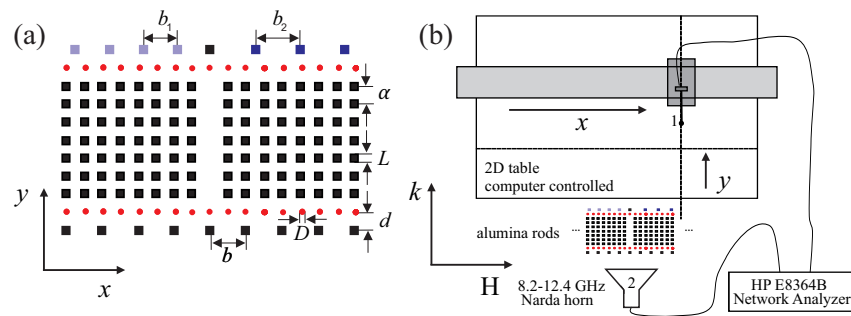 (a)
b₁
b₂
α
L
y
d
D
b
x
(b)
x
1
2D table
computer controlled
y
k
alumina rods
...
...
8.2-12.4 GHz
Narda horn
2
H
HP E8364B
Network Analyzer